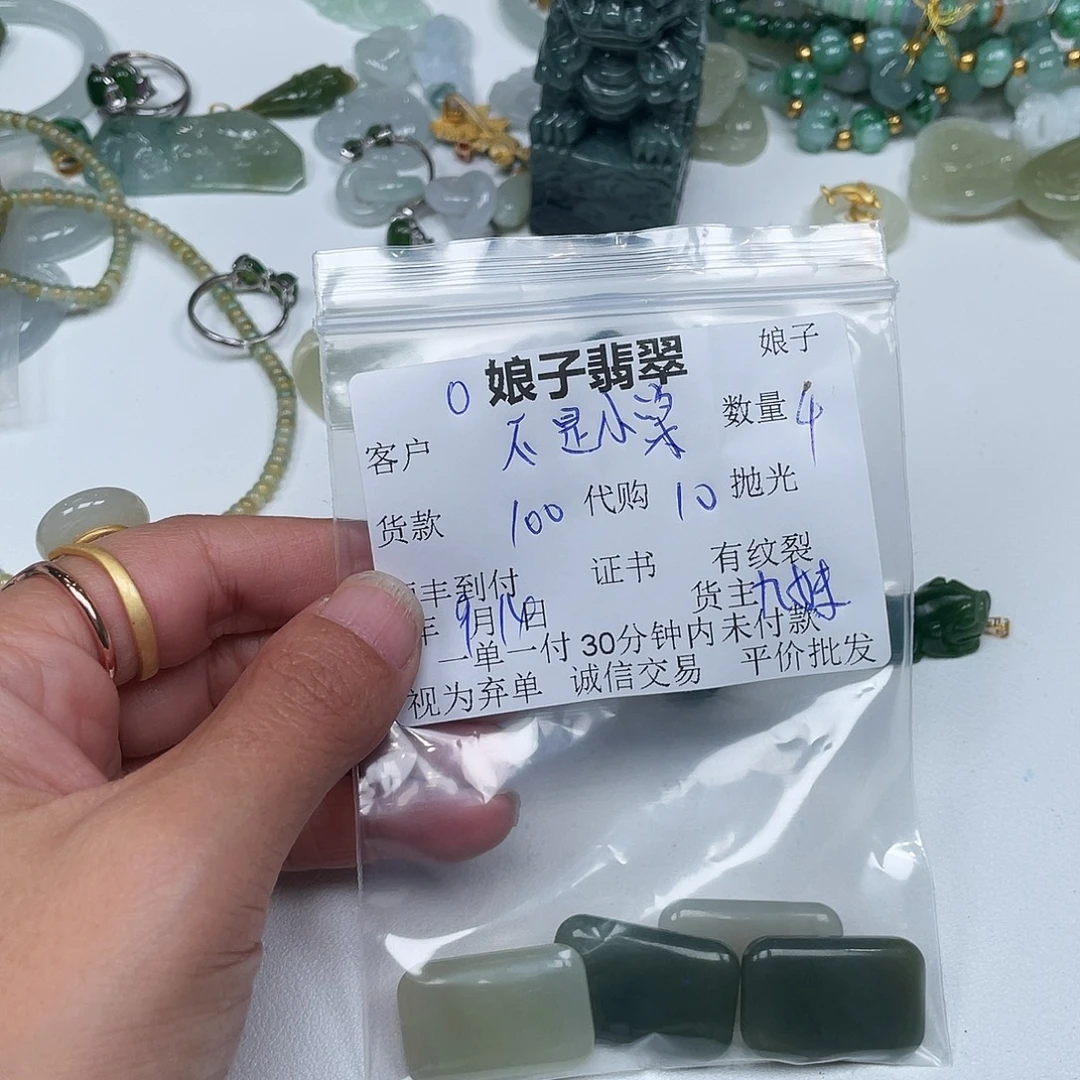 娘子
O 娘子翡翠
客户 不是小梁 数量 4
货款 100 代购 10 抛光
丰到付 证书 有纹裂
年 9月14日 货主 九妹
一单一付 30分钟内未付款
视为弃单 诚信交易 平价批发